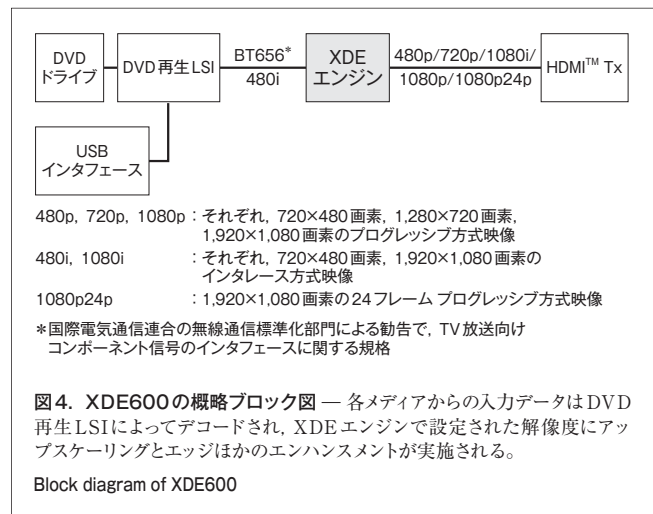 DVD
ドライブ
DVD再生LSI
BT656*
480i
XDE
エンジン
480p/720p/1080i/
1080p/1080p24p
HDMI™ Tx
USB
インタフェース
480p, 720p, 1080p：それぞれ, 720×480画素, 1,280×720画素,
1,920×1,080画素のプログレッシブ方式映像
480i, 1080i ：それぞれ, 720×480画素, 1,920×1,080画素の
インタレース方式映像
1080p24p ：1,920×1,080画素の24フレーム プログレッシブ方式映像
*国際電気通信連合の無線通信標準化部門による勧告で, TV放送向け
コンポーネント信号のインタフェースに関する規格
図4. XDE600の概略ブロック図 — 各メディアからの入力データはDVD
再生LSIによってデコードされ, XDEエンジンで設定された解像度にアッ
プスケーリングとエッジほかのエンハンスメントが実施される。
Block diagram of XDE600